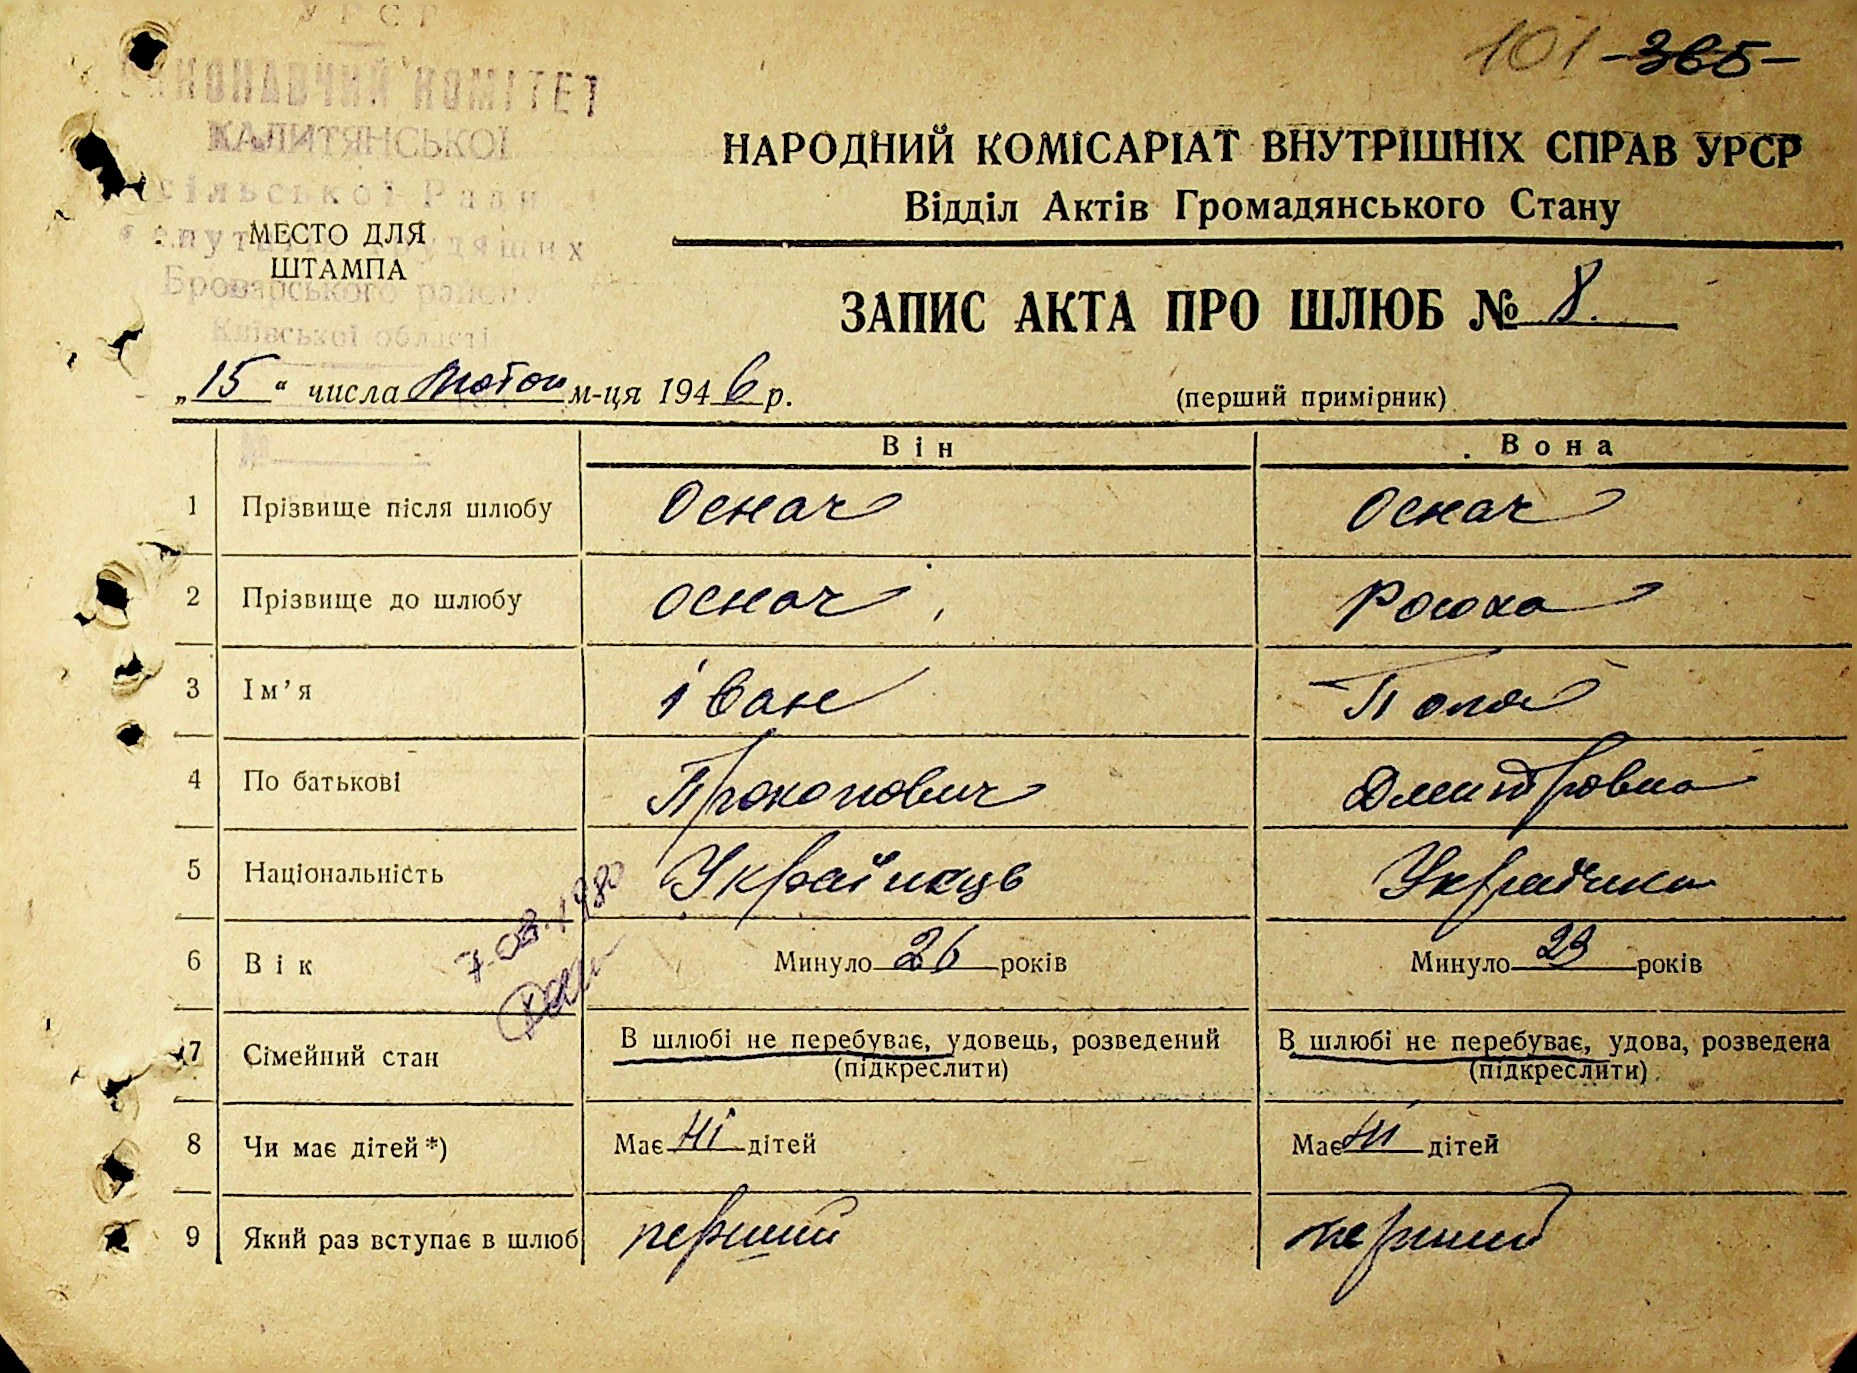 УРСР
ВИКОНАВЧИЙ КОМІТЕТ
КАЛИТЯНСЬКОЇ
Сільської Ради
депутатів трудящих
Броварського району
Київської області
№
МЕСТО ДЛЯ
ШТАМПА
101 -365-
НАРОДНИЙ КОМІСАРІАТ ВНУТРІШНІХ СПРАВ УРСР
Відділ Актів Громадянського Стану
ЗАПИС АКТА ПРО ШЛЮБ № 8.
„15“ числа м-ця 1946 р.
(перший примірник)
Він Вона
1 Прізвище після шлюбу Оснач Оснач
2 Прізвище до шлюбу Оснач
3 Ім’я Іван Поля
4 По батькові Прокопович Дмитровна
5 Національність Українець Українка
6 Вік Минуло 26 років Минуло 23 років
7.03.1980
7 Сімейний стан В шлюбі не перебуває, удовець, розведений В шлюбі не перебуває, удова, розведена
(підкреслити) (підкреслити)
8 Чи має дітей *) Має ні дітей Має ні дітей
9 Який раз вступає в шлюб перший перший